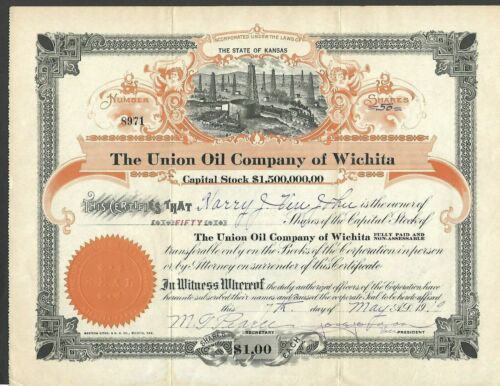 INCORPORATED UNDER THE LAWS OF
THE STATE OF KANSAS
NUMBER
8971
SHARES
-50-
The Union Oil Company of Wichita
Capital Stock $1,500,000.00
THIS CERTIFIES THAT Harry J is the owner of
FIFTY Shares of the Capital Stock of
The Union Oil Company of Wichita FULLY PAID AND NON-ASSESSABLE
transferable only on the Books of the Corporation in person
or by Attorney on surrender of this Certificate.
In Witness Whereof the duly authorized officers of the Corporation have
hereunto subscribed their names and caused the corporate Seal to be hereto affixed
this 7th day of May A.D. 19
SECRETARY
PRESIDENT
SHARES
$1.00
EACH